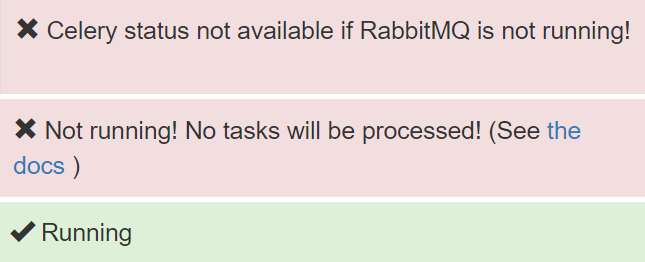 ✖ Celery status not available if RabbitMQ is not running!
✖ Not running! No tasks will be processed! (See the
docs )
✔ Running